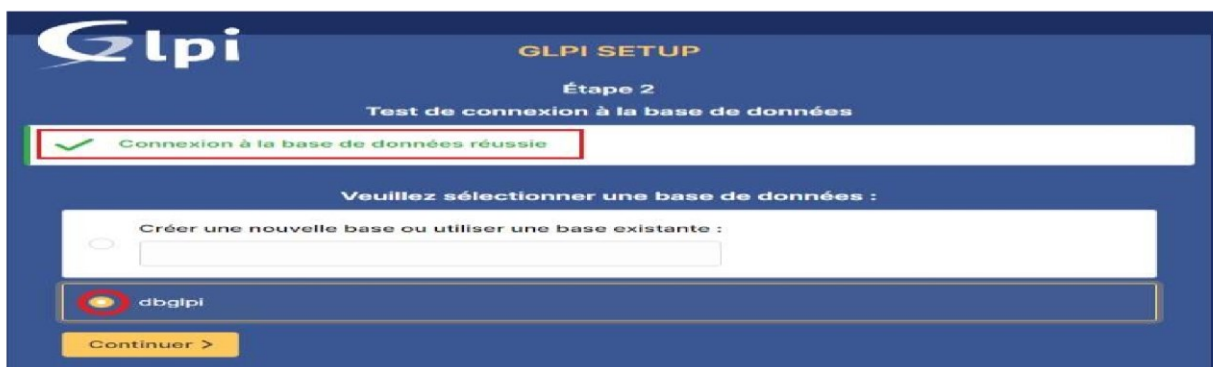 Glpi
GLPI SETUP
Étape 2
Test de connexion à la base de données
Connexion à la base de données réussie
Veuillez sélectionner une base de données :
Créer une nouvelle base ou utiliser une base existante :
dbglpi
Continuer >